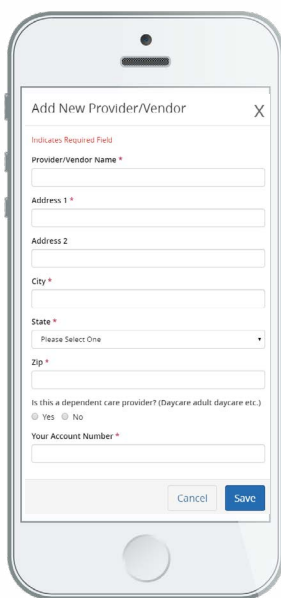 Add New Provider/Vendor X
Indicates Required Field
Provider/Vendor Name *
Address 1 *
Address 2
City *
State *
Please Select One
Zip *
Is this a dependent care provider? (Daycare adult daycare etc.)
Yes No
Your Account Number *
Cancel Save